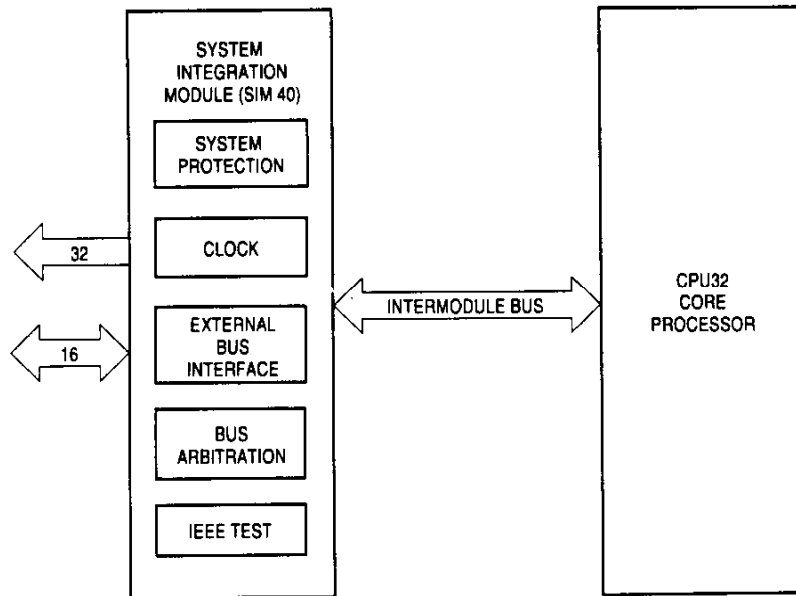 SYSTEM
INTEGRATION
MODULE (SIM 40)
SYSTEM
PROTECTION
32
CLOCK
16
EXTERNAL
BUS
INTERFACE
BUS
ARBITRATION
IEEE TEST
INTERMODULE BUS
CPU32
CORE
PROCESSOR